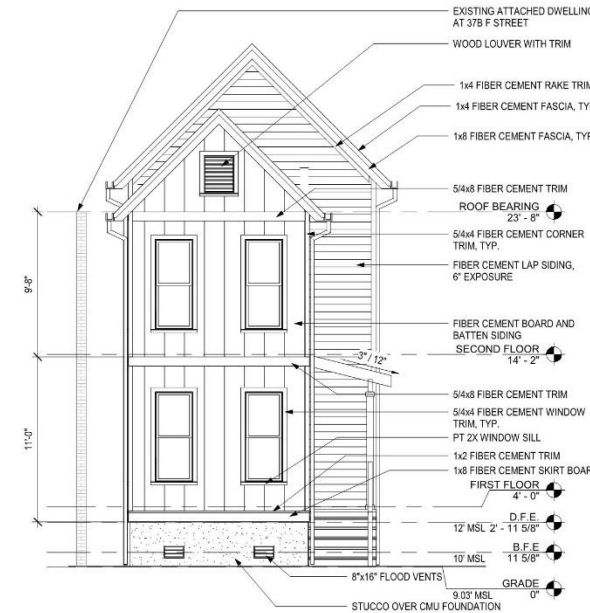 EXISTING ATTACHED DWELLING
AT 37B F STREET
WOOD LOUVER WITH TRIM
1x4 FIBER CEMENT RAKE TRIM
1x4 FIBER CEMENT FASCIA, TYP
1x8 FIBER CEMENT FASCIA, TYP
5/4x8 FIBER CEMENT TRIM
ROOF BEARING
23' - 8"
5/4x4 FIBER CEMENT CORNER
TRIM, TYP.
FIBER CEMENT LAP SIDING,
6" EXPOSURE
9'-8"
FIBER CEMENT BOARD AND
BATTEN SIDING
SECOND FLOOR
14' - 2"
3" / 12"
5/4x8 FIBER CEMENT TRIM
5/4x4 FIBER CEMENT WINDOW
TRIM, TYP.
PT 2X WINDOW SILL
11'-0"
1x2 FIBER CEMENT TRIM
1x8 FIBER CEMENT SKIRT BOAR
FIRST FLOOR
4' - 0"
D.F.E.
12' MSL 2' - 11 5/8"
B.F.E
10' MSL 11 5/8"
8"x16" FLOOD VENTS
GRADE
9.03' MSL 0"
STUCCO OVER CMU FOUNDATION